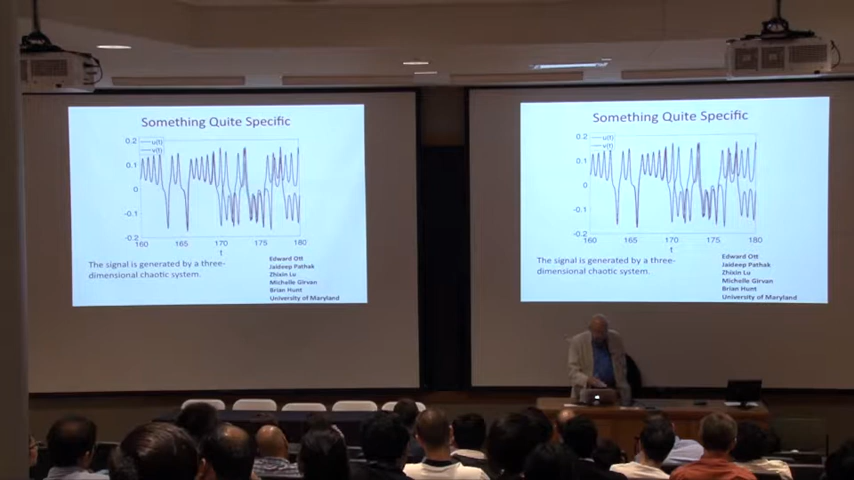 Something Quite Specific
0.2
u(t)
v(t)
0.1
0
-0.1
-0.2
160 165 170 175 180
t
The signal is generated by a three-
dimensional chaotic system.
Edward Ott
Jaideep Pathak
Zhixin Lu
Michelle Girvan
Brian Hunt
University of Maryland
Something Quite Specific
0.2
u(t)
v(t)
0.1
0
-0.1
-0.2
160 165 170 175 180
t
The signal is generated by a three-
dimensional chaotic system.
Edward Ott
Jaideep Pathak
Zhixin Lu
Michelle Girvan
Brian Hunt
University of Maryland